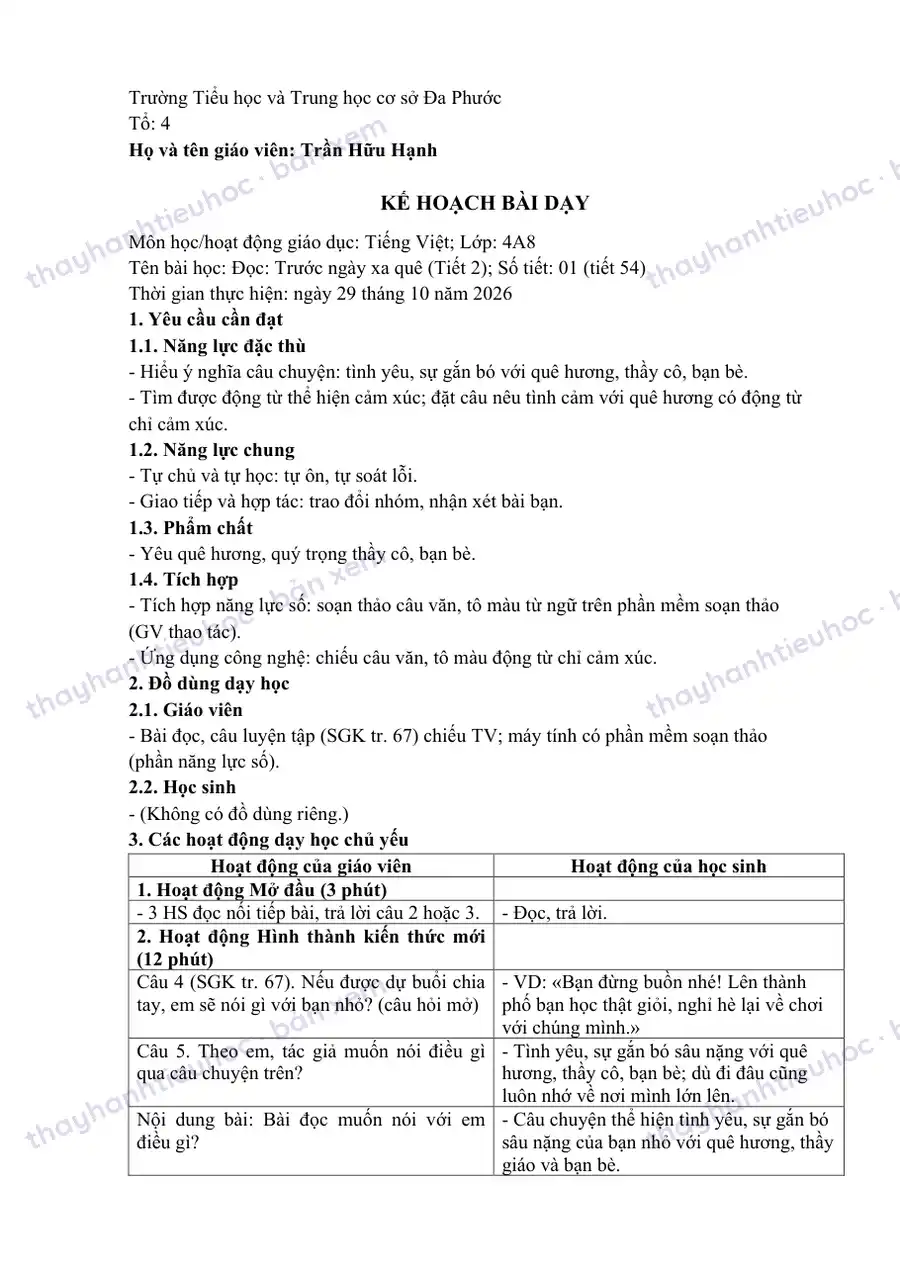 Trường Tiểu học và Trung học cơ sở Đa Phước
Tổ: 4
Họ và tên giáo viên: Trần Hữu Hạnh
KẾ HOẠCH BÀI DẠY
Môn học/hoạt động giáo dục: Tiếng Việt; Lớp: 4A8
Tên bài học: Đọc: Trước ngày xa quê (Tiết 2); Số tiết: 01 (tiết 54)
Thời gian thực hiện: ngày 29 tháng 10 năm 2026
1. Yêu cầu cần đạt
1.1. Năng lực đặc thù
- Hiểu ý nghĩa câu chuyện: tình yêu, sự gắn bó với quê hương, thầy cô, bạn bè.
- Tìm được động từ thể hiện cảm xúc; đặt câu nêu tình cảm với quê hương có động từ
chỉ cảm xúc.
1.2. Năng lực chung
- Tự chủ và tự học: tự ôn, tự soát lỗi.
- Giao tiếp và hợp tác: trao đổi nhóm, nhận xét bài bạn.
1.3. Phẩm chất
- Yêu quê hương, quý trọng thầy cô, bạn bè.
1.4. Tích hợp
- Tích hợp năng lực số: soạn thảo câu văn, tô màu từ ngữ trên phần mềm soạn thảo
(GV thao tác).
- Ứng dụng công nghệ: chiếu câu văn, tô màu động từ chỉ cảm xúc.
2. Đồ dùng dạy học
2.1. Giáo viên
- Bài đọc, câu luyện tập (SGK tr. 67) chiếu TV; máy tính có phần mềm soạn thảo
(phần năng lực số).
2.2. Học sinh
- (Không có đồ dùng riêng.)
3. Các hoạt động dạy học chủ yếu
Hoạt động của giáo viên
Hoạt động của học sinh
1. Hoạt động Mở đầu (3 phút)
- 3 HS đọc nối tiếp bài, trả lời câu 2 hoặc 3.
- Đọc, trả lời.
2. Hoạt động Hình thành kiến thức mới
(12 phút)
Câu 4 (SGK tr. 67). Nếu được dự buổi chia
tay, em sẽ nói gì với bạn nhỏ? (câu hỏi mở)
- VD: «Bạn đừng buồn nhé! Lên thành
phố bạn học thật giỏi, nghỉ hè lại về chơi
với chúng mình.»
Câu 5. Theo em, tác giả muốn nói điều gì
qua câu chuyện trên?
- Tình yêu, sự gắn bó sâu nặng với quê
hương, thầy cô, bạn bè; dù đi đâu cũng
luôn nhớ về nơi mình lớn lên.
Nội dung bài: Bài đọc muốn nói với em
điều gì?
- Câu chuyện thể hiện tình yêu, sự gắn bó
sâu nặng của bạn nhỏ với quê hương, thầy
giáo và bạn bè.
thayhanhtieuhoc · bản xem
thayhanhtieuhoc · b
thayhanhtieuhoc · bản xem
thayhanhtieuhoc · b
thayhanhtieuhoc · bản xem
thayhanhtieuhoc · b